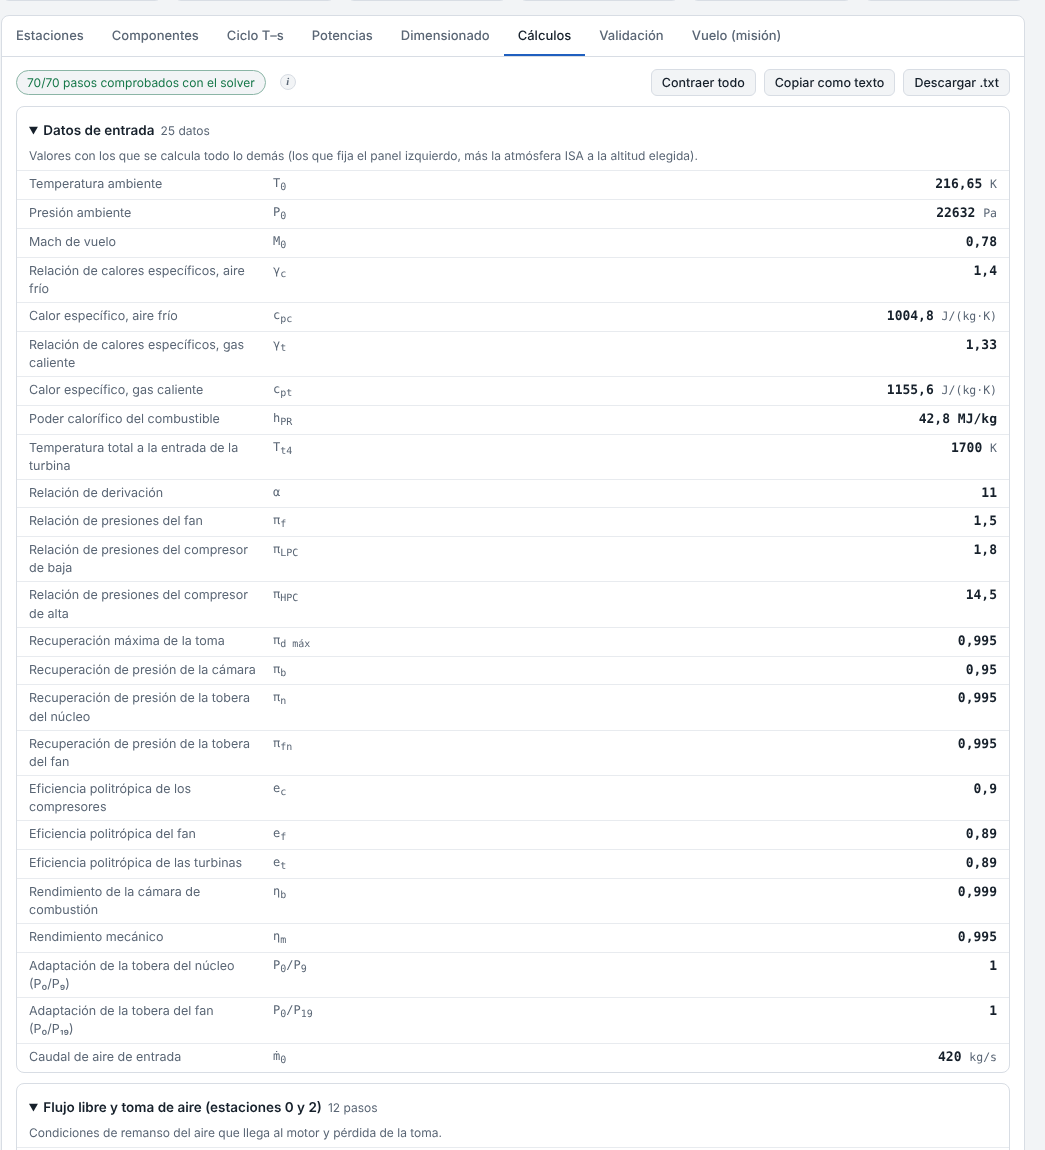 Estaciones Componentes Ciclo T–s Potencias Dimensionado Cálculos Validación Vuelo (misión)
70/70 pasos comprobados con el solver i Contraer todo Copiar como texto Descargar .txt
▼ Datos de entrada 25 datos
Valores con los que se calcula todo lo demás (los que fija el panel izquierdo, más la atmósfera ISA a la altitud elegida).
Temperatura ambiente T₀ 216,65 K
Presión ambiente P₀ 22632 Pa
Mach de vuelo M₀ 0,78
Relación de calores específicos, aire γc 1,4
frío
Calor específico, aire frío cpc 1004,8 J/(kg·K)
Relación de calores específicos, gas γt 1,33
caliente
Calor específico, gas caliente cpt 1155,6 J/(kg·K)
Poder calorífico del combustible hPR 42,8 MJ/kg
Temperatura total a la entrada de la Tt4 1700 K
turbina
Relación de derivación α 11
Relación de presiones del fan πf 1,5
Relación de presiones del compresor πLPC 1,8
de baja
Relación de presiones del compresor πHPC 14,5
de alta
Recuperación máxima de la toma πd máx 0,995
Recuperación de presión de la cámara πb 0,95
Recuperación de presión de la tobera πn 0,995
del núcleo
Recuperación de presión de la tobera πfn 0,995
del fan
Eficiencia politrópica de los ec 0,9
compresores
Eficiencia politrópica del fan ef 0,89
Eficiencia politrópica de las turbinas et 0,89
Rendimiento de la cámara de ηb 0,999
combustión
Rendimiento mecánico ηm 0,995
Adaptación de la tobera del núcleo P₀/P₉ 1
(P₀/P₉)
Adaptación de la tobera del fan P₀/P₁₉ 1
(P₀/P₁₉)
Caudal de aire de entrada ṁ₀ 420 kg/s
▼ Flujo libre y toma de aire (estaciones 0 y 2) 12 pasos
Condiciones de remanso del aire que llega al motor y pérdida de la toma.